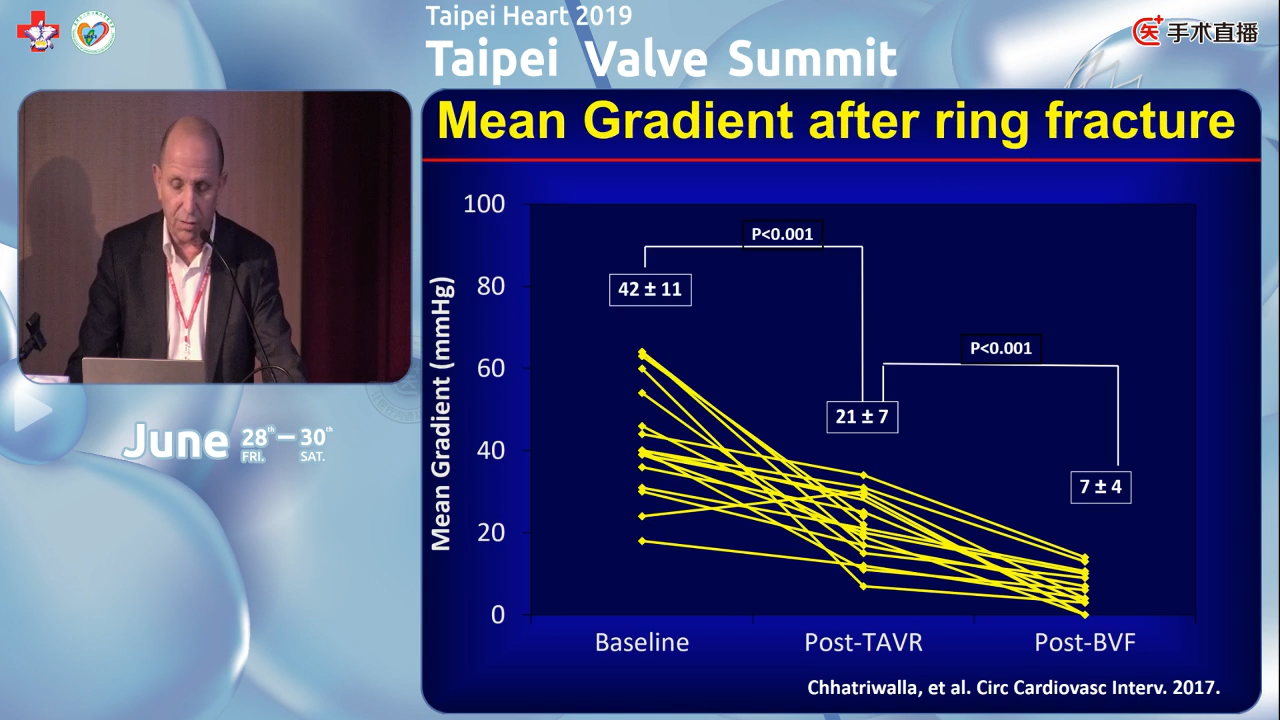 Taipei Heart 2019
Taipei Valve Summit
手术直播
Mean Gradient after ring fracture
Mean Gradient (mmHg)
100
80
60
40
20
0
P<0.001
42 ± 11
P<0.001
21 ± 7
7 ± 4
Baseline
Post-TAVR
Post-BVF
Chhatriwalla, et al. Circ Cardiovasc Interv. 2017.
June 28th – 30th
FRI. SAT.